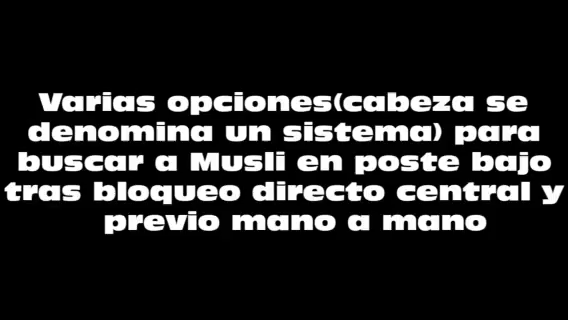 Varias opciones(cabeza se
denomina un sistema) para
buscar a Musli en poste bajo
tras bloqueo directo central y
previo mano a mano